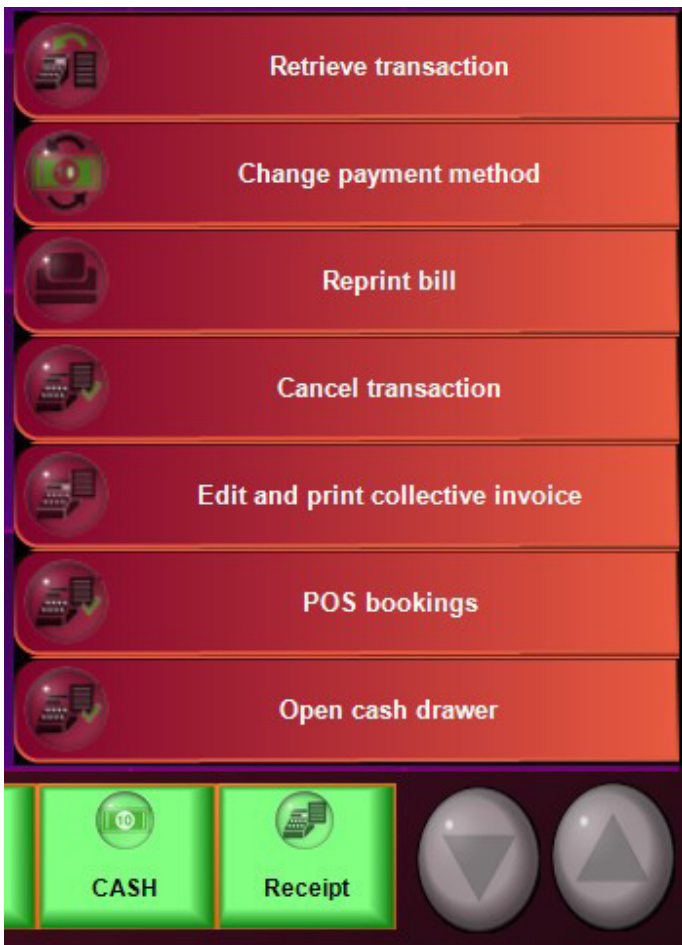 Retrieve transaction
Change payment method
Reprint bill
Cancel transaction
Edit and print collective invoice
POS bookings
Open cash drawer
10
CASH
Receipt